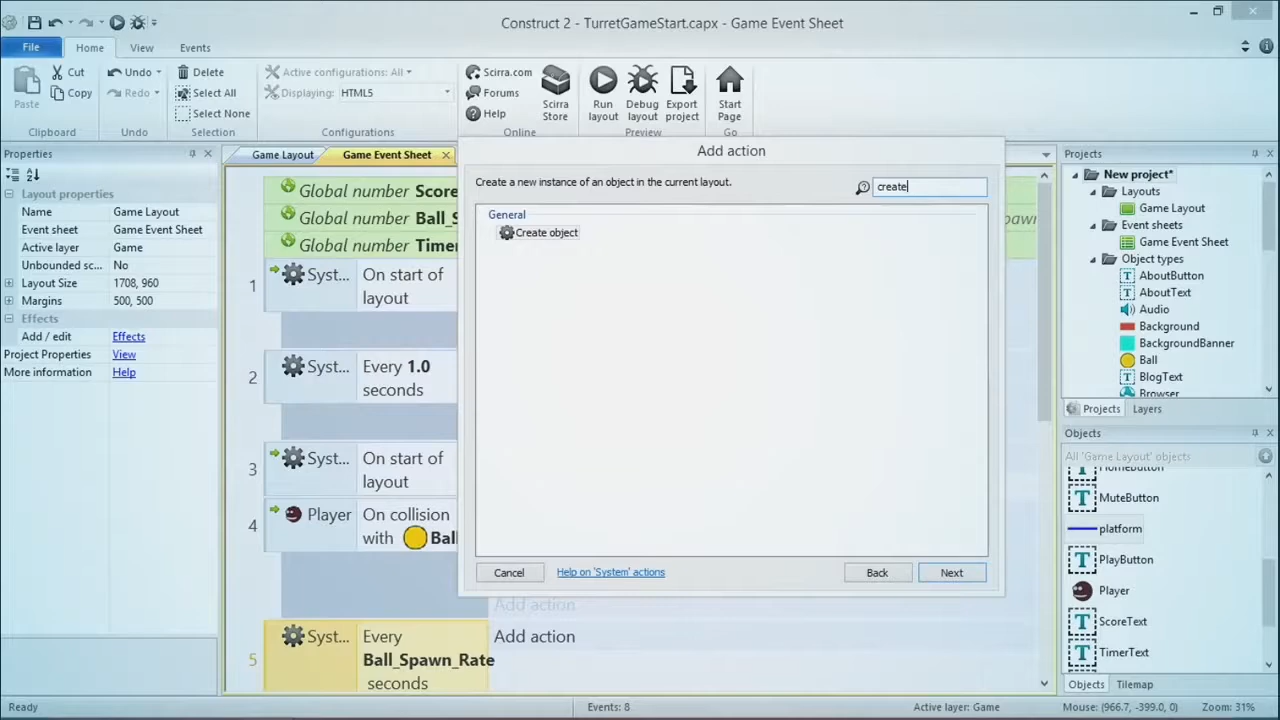 Construct 2 - TurretGameStart.capx - Game Event Sheet
File Home View Events
Paste Cut Copy
Clipboard
Undo Redo
Undo
Delete
Select All
Select None
Selection
Active configurations: All
Displaying: HTML5
Configurations
Scirra.com
Forums
Help
Scirra Store
Online
Run layout
Debug layout
Export project
Preview
Start Page
Go
Properties
Layout properties
Name Game Layout
Event sheet Game Event Sheet
Active layer Game
Unbounded sc... No
Layout Size 1708, 960
Margins 500, 500
Effects
Add / edit Effects
Project Properties View
More information Help
Game Layout Game Event Sheet
Global number Score
Global number Ball_S
Global number Timer
1 Syst... On start of
layout
2 Syst... Every 1.0
seconds
3 Syst... On start of
layout
4 Player On collision
with Ball
Add action
5 Syst... Every
Ball_Spawn_Rate
seconds
Add action
Add action
Create a new instance of an object in the current layout.
create
General
Create object
Cancel Help on 'System' actions Back Next
Projects
New project*
Layouts
Game Layout
Event sheets
Game Event Sheet
Object types
AboutButton
AboutText
Audio
Background
BackgroundBanner
Ball
BlogText
Browser
Projects Layers
Objects
All 'Game Layout' objects
HomeButton
MuteButton
platform
PlayButton
Player
ScoreText
TimerText
Objects Tilemap
Ready Events: 8 Active layer: Game Mouse: (966.7, -399.0, 0) Zoom: 31%